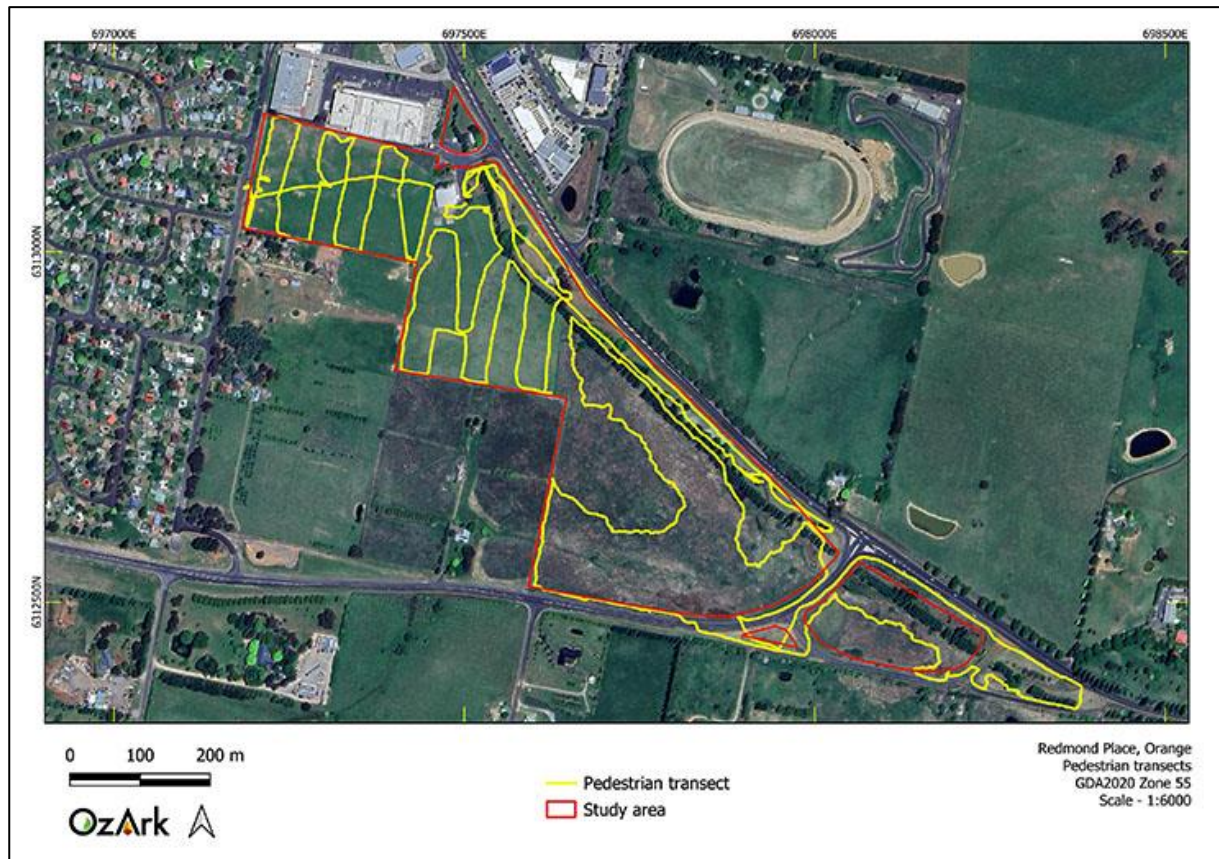 697000E
697500E
698000E
698500E
6313000N
6312500N
0 100 200 m
OzArk
Pedestrian transect
Study area
Redmond Place, Orange
Pedestrian transects
GDA2020 Zone 55
Scale - 1:6000